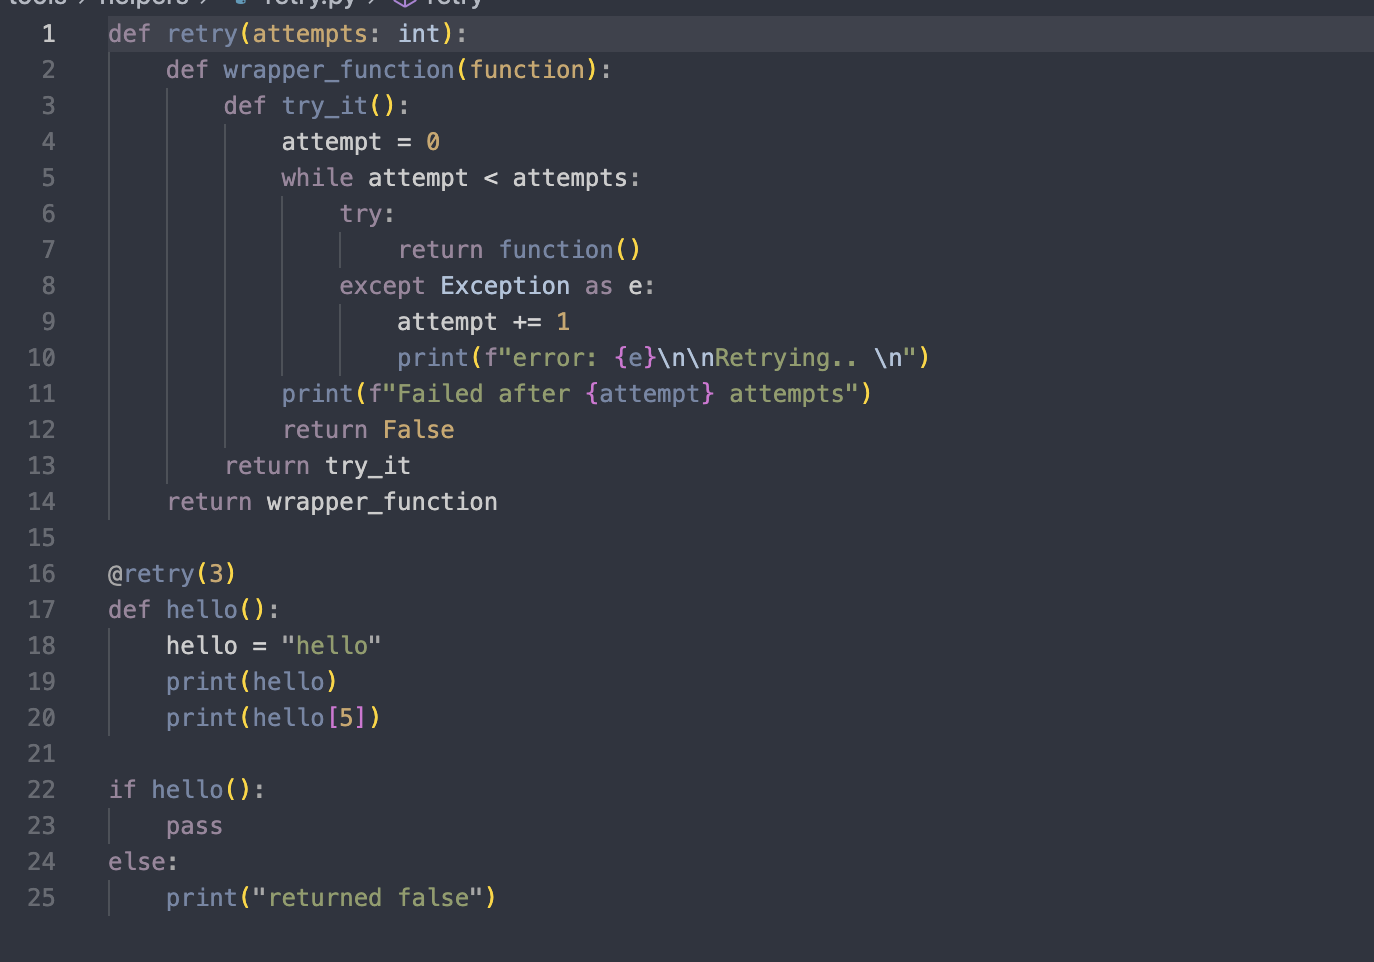 tools > helpers > retry.py > retry
1 def retry(attempts: int):
2     def wrapper_function(function):
3         def try_it():
4             attempt = 0
5             while attempt < attempts:
6                 try:
7                     return function()
8                 except Exception as e:
9                     attempt += 1
10                     print(f"error: {e}\n\nRetrying.. \n")
11             print(f"Failed after {attempt} attempts")
12             return False
13         return try_it
14     return wrapper_function
15
16 @retry(3)
17 def hello():
18     hello = "hello"
19     print(hello)
20     print(hello[5])
21
22 if hello():
23     pass
24 else:
25     print("returned false")